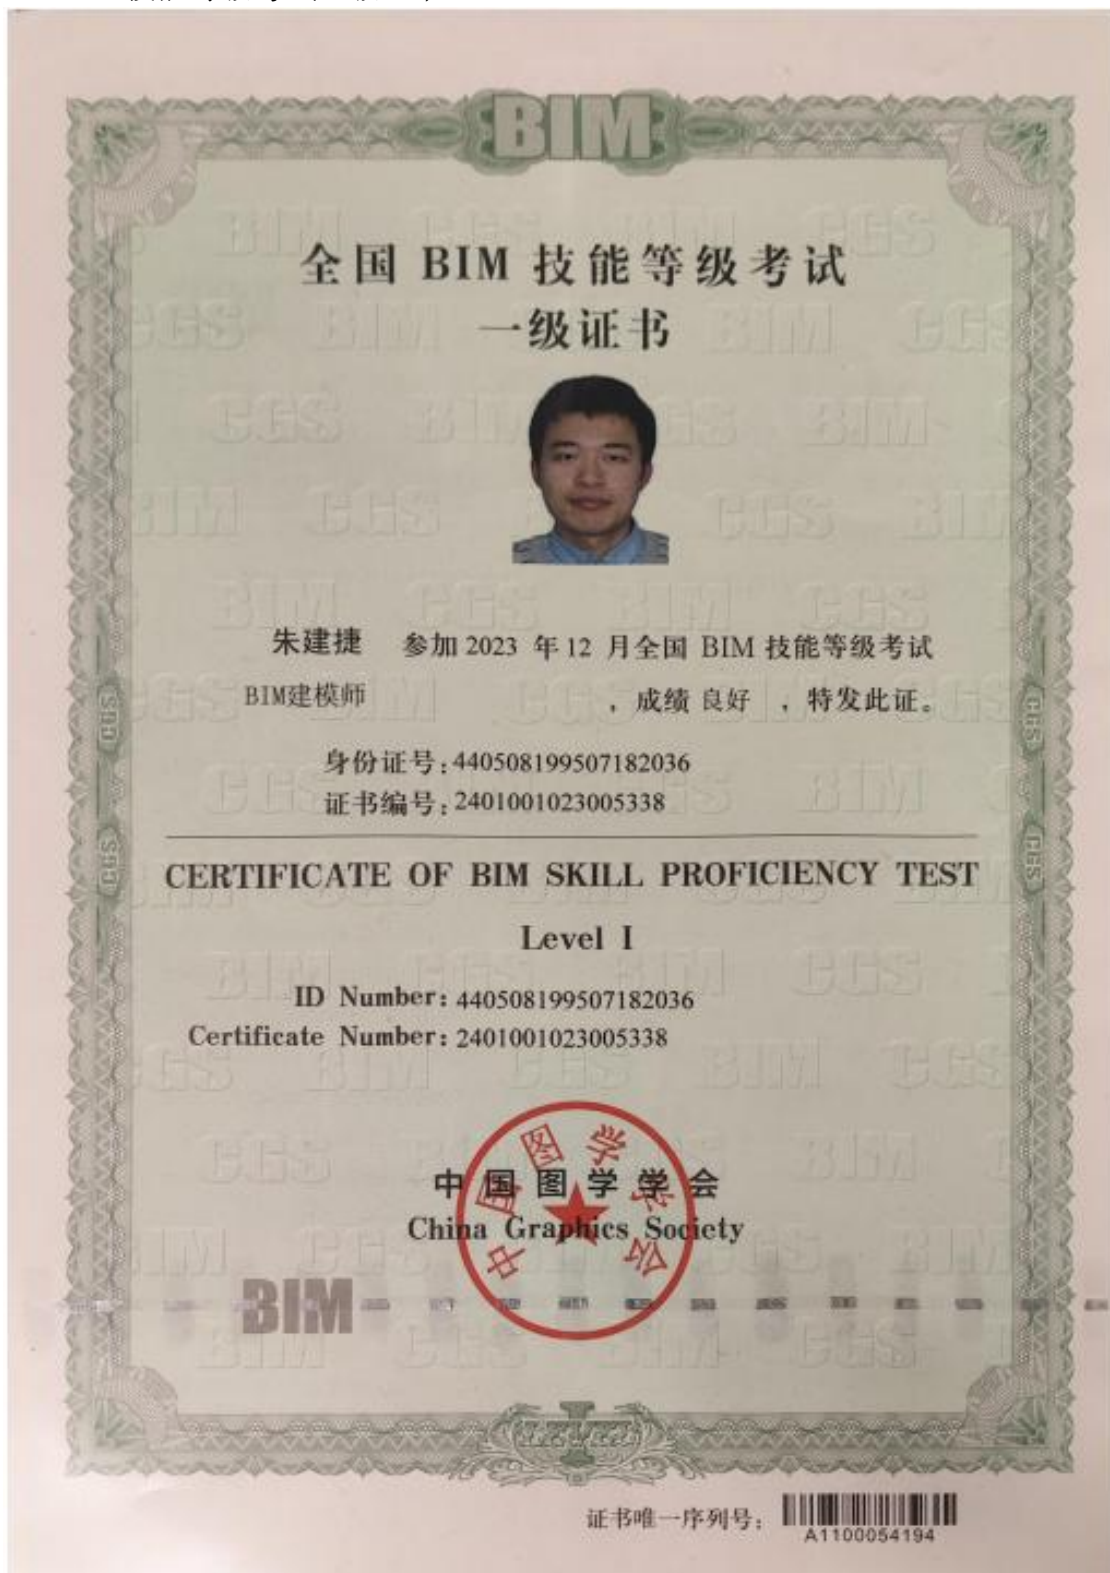 BIM
全国 BIM 技能等级考试
一级证书
朱建捷 参加 2023 年 12 月全国 BIM 技能等级考试
BIM建模师 ，成绩 良好 ，特发此证。
身份证号：440508199507182036
证书编号：2401001023005338
CERTIFICATE OF BIM SKILL PROFICIENCY TEST
Level I
ID Number: 440508199507182036
Certificate Number: 2401001023005338
中国图学学会
中国图学学会
China Graphics Society
BIM
证书唯一序列号：
A1100054194